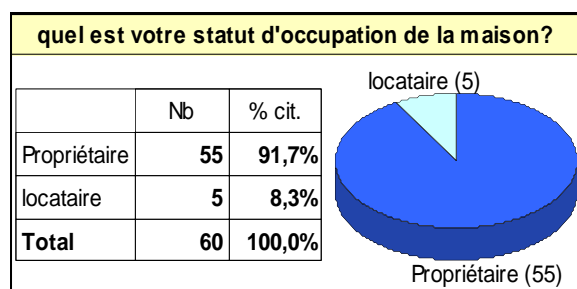 quel est votre statut d'occupation de la maison?
Nb % cit.
Propriétaire 55 91,7%
locataire 5 8,3%
Total 60 100,0%
locataire (5)
Propriétaire (55)